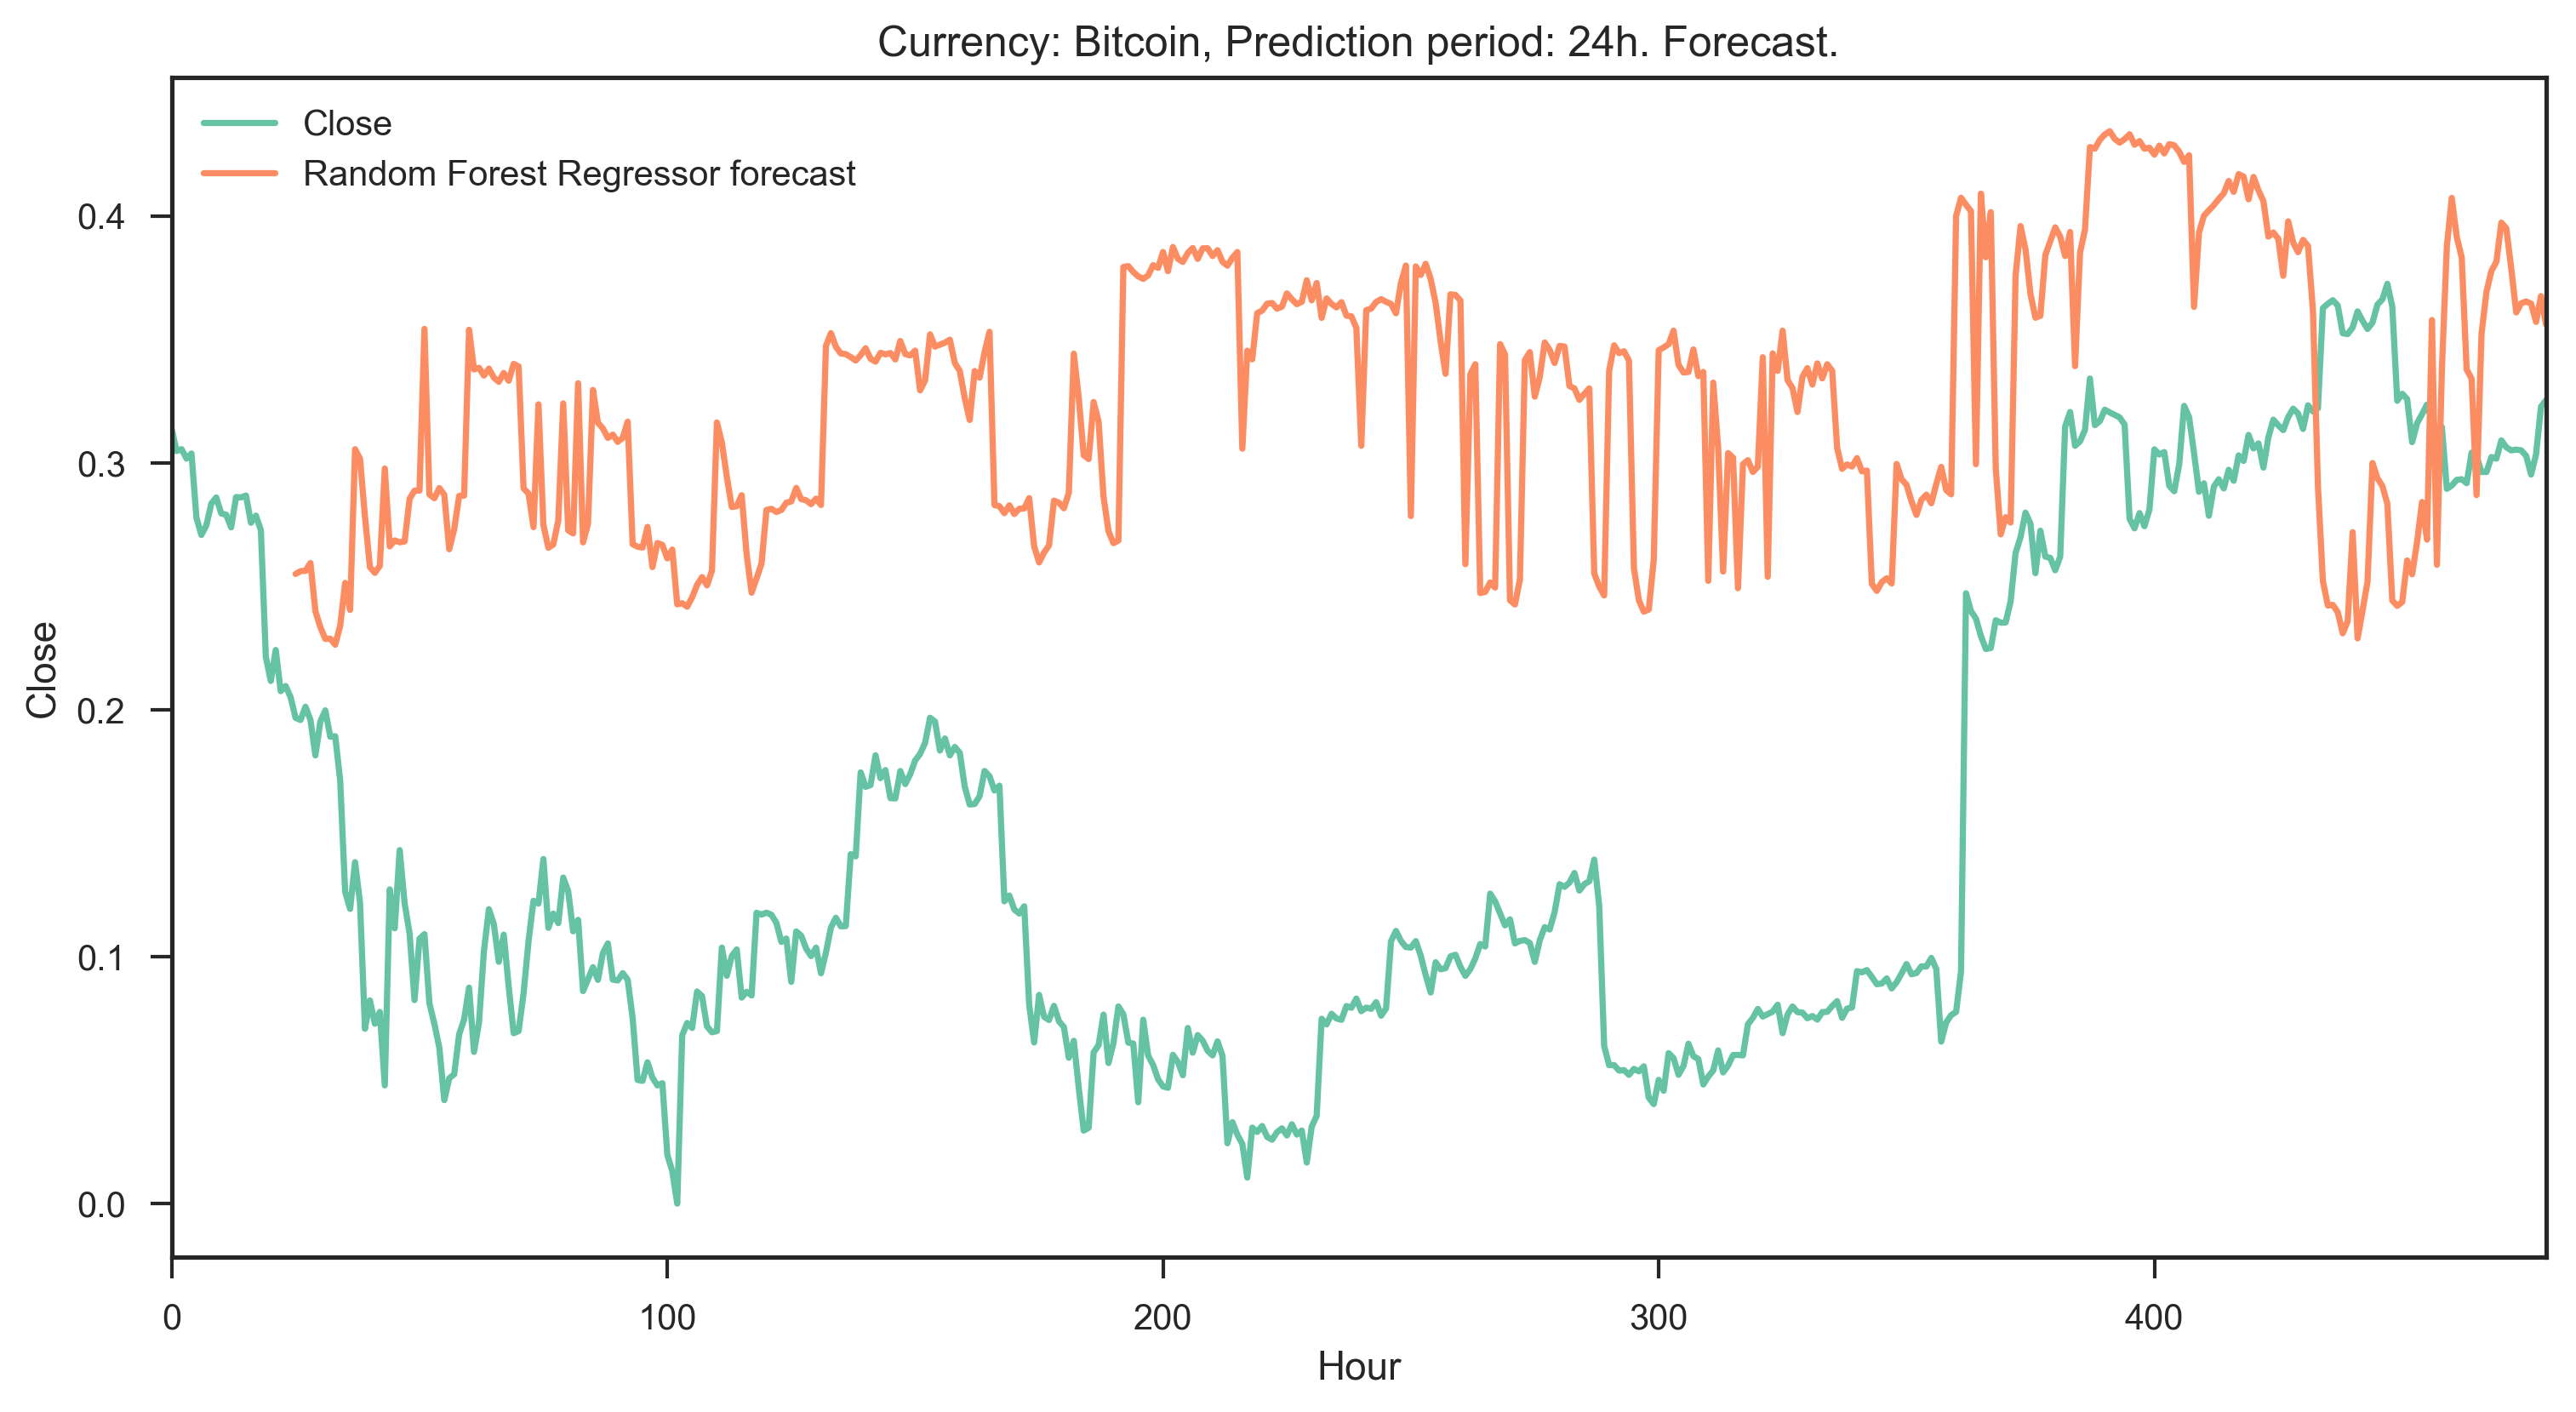 Currency: Bitcoin, Prediction period: 24h. Forecast.
Close
Random Forest Regressor forecast
0.4
0.3
0.2
0.1
0.0
Close
0 100 200 300 400
Hour